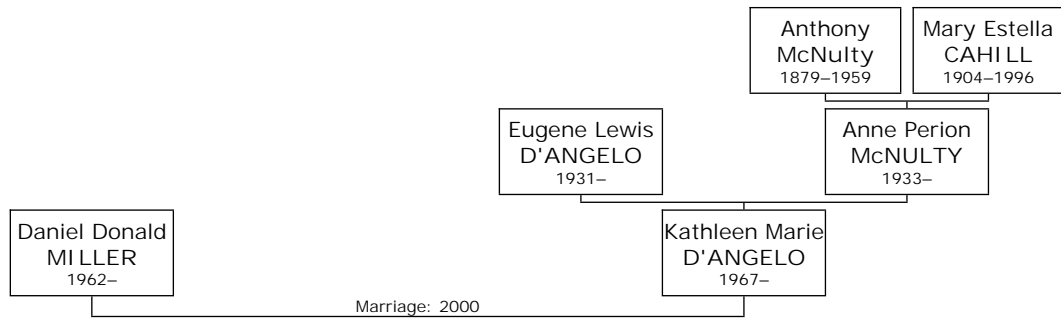 Anthony
McNulty
1879–1959
Mary Estella
CAHILL
1904–1996
Eugene Lewis
D'ANGELO
1931–
Anne Perion
McNULTY
1933–
Daniel Donald
MILLER
1962–
Kathleen Marie
D'ANGELO
1967–
Marriage: 2000